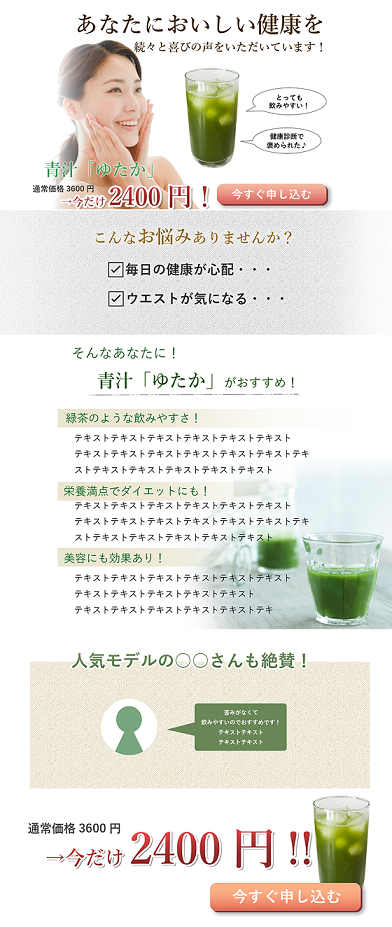 あなたにおいしい健康を
続々と喜びの声をいただいています！
とっても
飲みやすい！
健康診断で
褒められた♪
青汁「ゆたか」
通常価格 3600 円
→今だけ 2400 円！
今すぐ申し込む
こんなお悩みありませんか？
毎日の健康が心配・・・
ウエストが気になる・・・
そんなあなたに！
青汁「ゆたか」がおすすめ！
緑茶のような飲みやすさ！
テキストテキストテキストテキストテキストテキスト
テキストテキストテキストテキストテキストテキストテキ
ストテキストテキストテキストテキストテキスト
栄養満点でダイエットにも！
テキストテキストテキストテキストテキストテキスト
テキストテキストテキストテキストテキストテキストテキ
ストテキストテキストテキストテキストテキスト
美容にも効果あり！
テキストテキストテキストテキストテキストテキスト
テキストテキストテキストテキストテキスト
テキストテキストテキストテキストテキストテキ
人気モデルの〇〇さんも絶賛！
苦みがなくて
飲みやすいのでおすすめです！
テキストテキスト
テキストテキスト
通常価格 3600 円
→今だけ 2400 円 !!
今すぐ申し込む